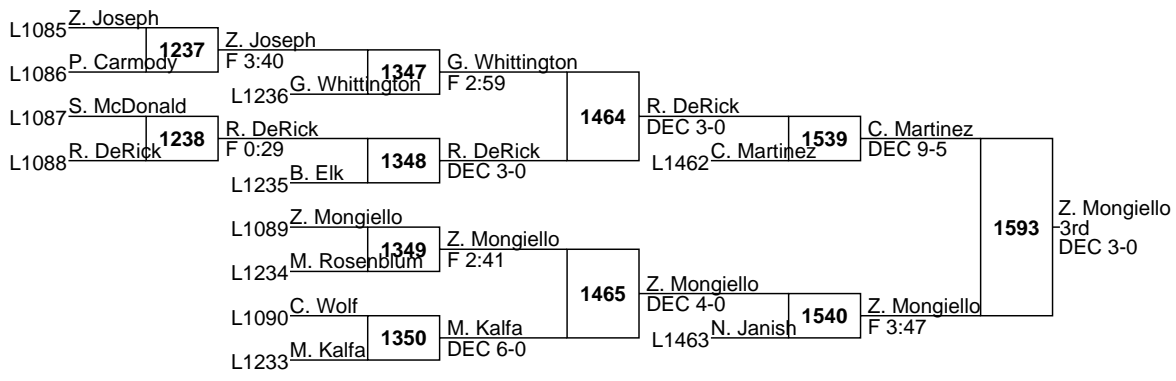 Z. Joseph
L1085
1237
Z. Joseph
P. Carmody
F 3:40
L1086
1347
G. Whittington
G. Whittington
F 2:59
L1236
S. McDonald
L1087
1464
R. DeRick
DEC 3-0
1238
R. DeRick
R. DeRick
F 0:29
L1088
1348
R. DeRick
B. Elk
DEC 3-0
L1235
1539
C. Martinez
C. Martinez
DEC 9-5
L1462
Z. Mongiello
L1089
1349
Z. Mongiello
M. Rosenblum
F 2:41
L1234
1593
Z. Mongiello
3rd
DEC 3-0
1465
Z. Mongiello
DEC 4-0
C. Wolf
L1090
1350
M. Kalfa
M. Kalfa
DEC 6-0
L1233
1540
Z. Mongiello
N. Janish
F 3:47
L1463